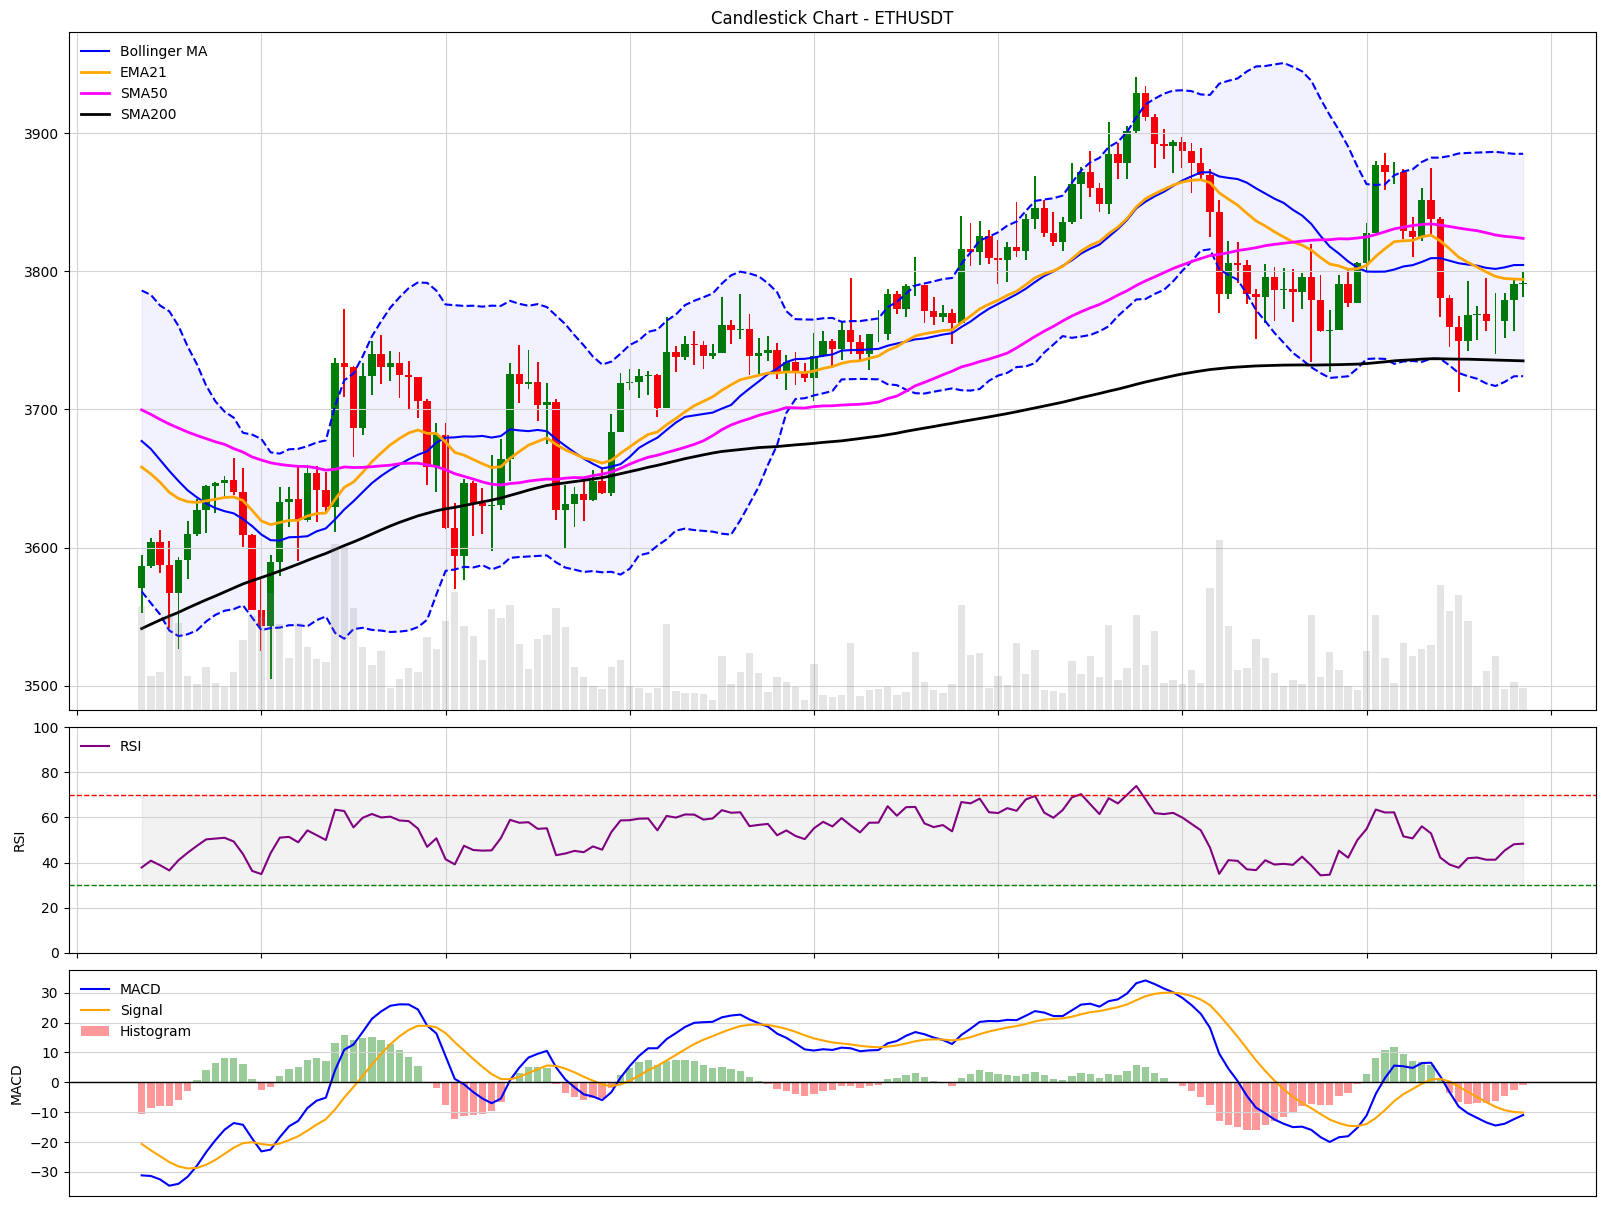 Candlestick Chart - ETHUSDT
Bollinger MA
EMA21
SMA50
SMA200
3900
3800
3700
3600
3500
RSI
100
80
60
40
20
0
RSI
MACD
Signal
Histogram
30
20
10
0
−10
−20
−30
MACD